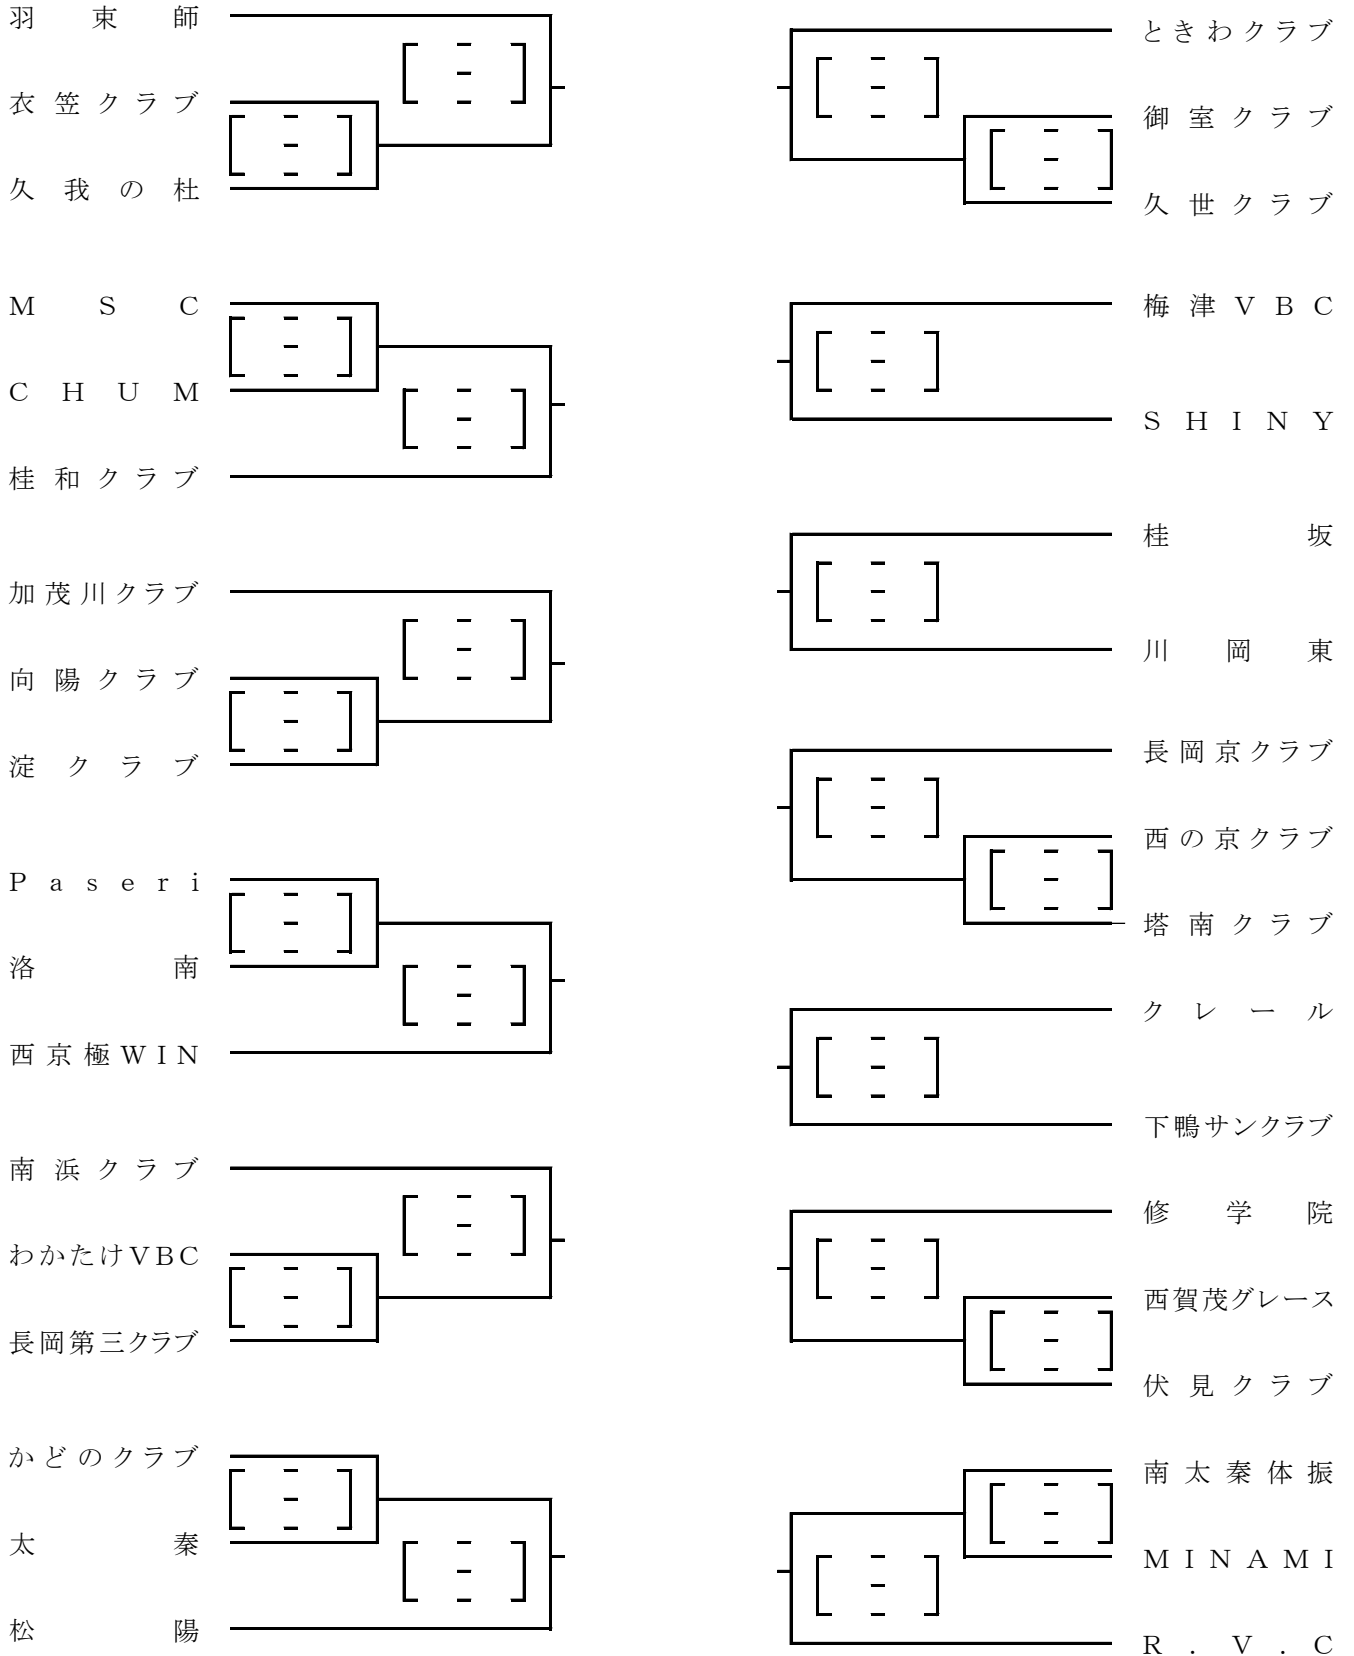 羽束師
衣笠クラブ
久我の杜
MSC
CHUM
桂和クラブ
加茂川クラブ
向陽クラブ
淀クラブ
Paseri
洛南
西京極WIN
南浜クラブ
わかたけVBC
長岡第三クラブ
かどのクラブ
太秦
松陽
ときわクラブ
御室クラブ
久世クラブ
梅津VBC
SHINY
桂坂
川岡東
長岡京クラブ
西の京クラブ
塔南クラブ
クレール
下鴨サンクラブ
修学院
西賀茂グレース
伏見クラブ
南太秦体振
MINAMI
R.V.C